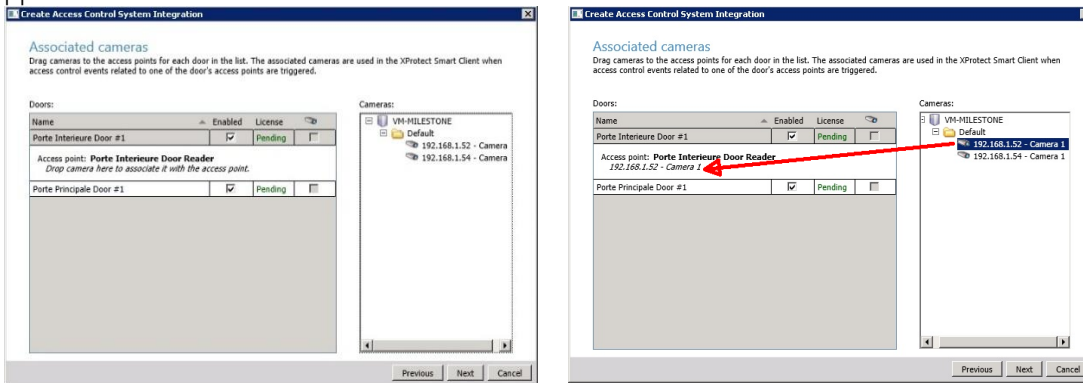 Create Access Control System Integration
Associated cameras
Drag cameras to the access points for each door in the list. The associated cameras are used in the XProtect Smart Client when
access control events related to one of the door's access points are triggered.
Doors:
Cameras:
Name Enabled License
Porte Interieure Door #1 Pending
Access point: Porte Interieure Door Reader
Drop camera here to associate it with the access point.
Porte Principale Door #1 Pending
VM-MILESTONE
Default
192.168.1.52 - Camera
192.168.1.54 - Camera
Previous Next Cancel
Create Access Control System Integration
Associated cameras
Drag cameras to the access points for each door in the list. The associated cameras are used in the XProtect Smart Client when
access control events related to one of the door's access points are triggered.
Doors:
Cameras:
Name Enabled License
Porte Interieure Door #1 Pending
Access point: Porte Interieure Door Reader
192.168.1.52 - Camera 1
Porte Principale Door #1 Pending
VM-MILESTONE
Default
192.168.1.52 - Camera 1
192.168.1.54 - Camera 1
Previous Next Cancel